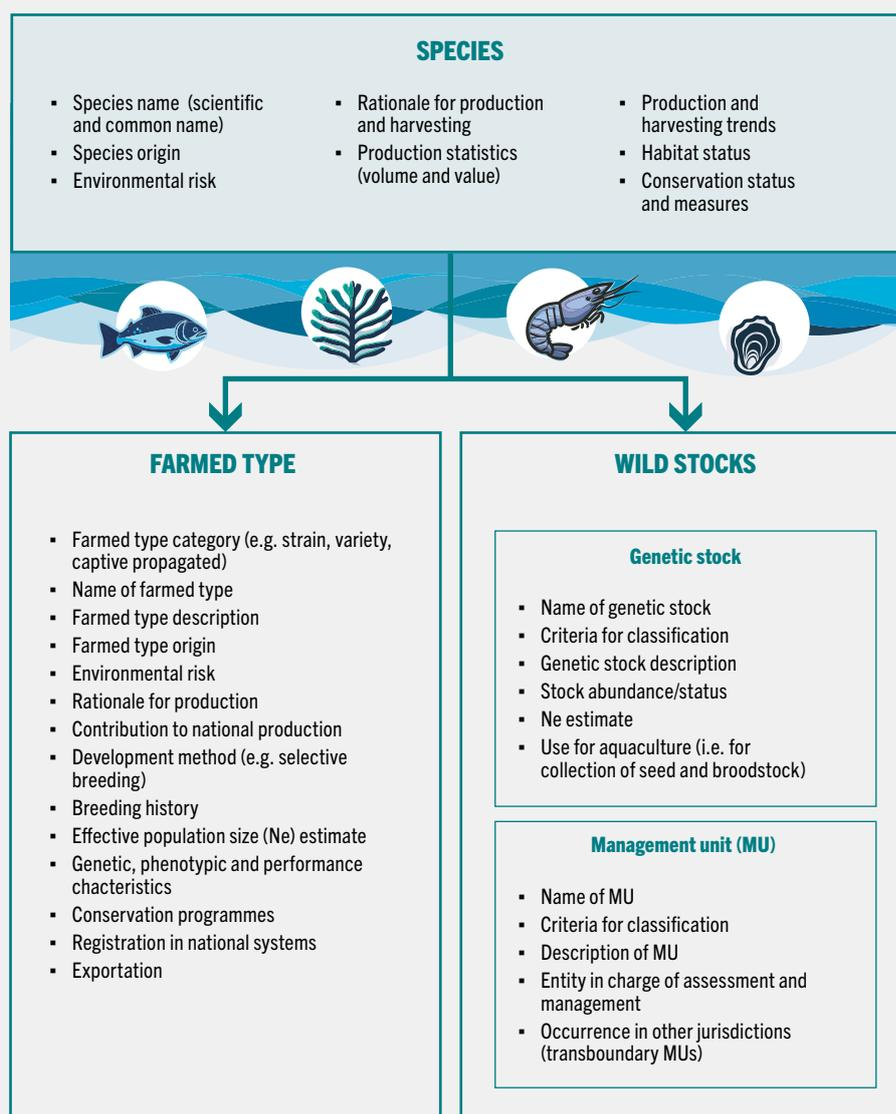 SPECIES
▪ Species name (scientific
and common name)
▪ Species origin
▪ Environmental risk
▪ Rationale for production
and harvesting
▪ Production statistics
(volume and value)
▪ Production and
harvesting trends
▪ Habitat status
▪ Conservation status
and measures
FARMED TYPE
▪ Farmed type category (e.g. strain, variety,
captive propagated)
▪ Name of farmed type
▪ Farmed type description
▪ Farmed type origin
▪ Environmental risk
▪ Rationale for production
▪ Contribution to national production
▪ Development method (e.g. selective
breeding)
▪ Breeding history
▪ Effective population size (Ne) estimate
▪ Genetic, phenotypic and performance
chacteristics
▪ Conservation programmes
▪ Registration in national systems
▪ Exportation
WILD STOCKS
Genetic stock
▪ Name of genetic stock
▪ Criteria for classification
▪ Genetic stock description
▪ Stock abundance/status
▪ Ne estimate
▪ Use for aquaculture (i.e. for
collection of seed and broodstock)
Management unit (MU)
▪ Name of MU
▪ Criteria for classification
▪ Description of MU
▪ Entity in charge of assessment and
management
▪ Occurrence in other jurisdictions
(transboundary MUs)